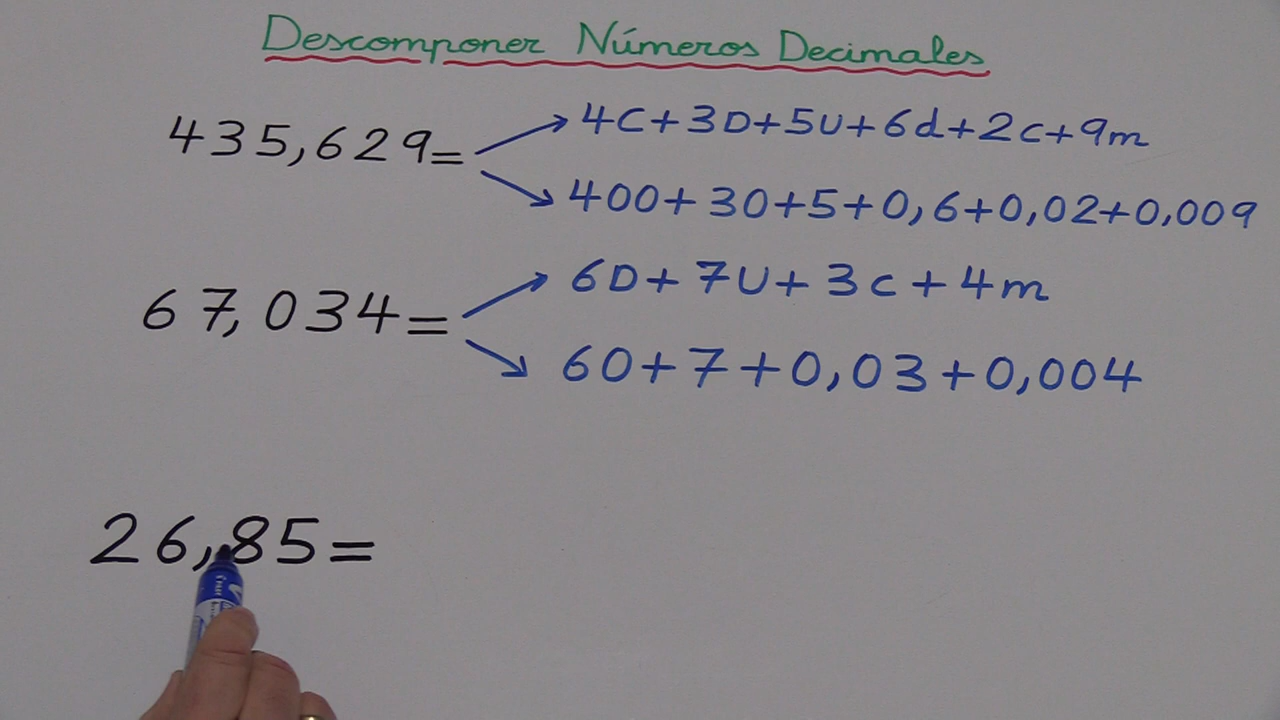 Descomponer Números Decimales
435,629= 4C+3D+5U+6d+2c+9m
400+30+5+0,6+0,02+0,009
67,034= 6D+7U+3c+4m
60+7+0,03+0,004
26,85=